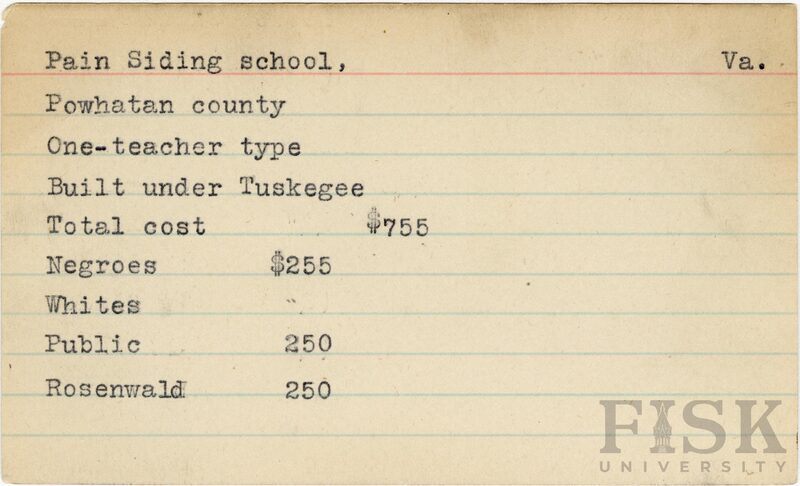 Pain Siding school, Va.
Powhatan county
One-teacher type
Built under Tuskegee
Total cost $755
Negroes $255
Whites "
Public 250
Rosenwald 250
FISK
UNIVERSITY